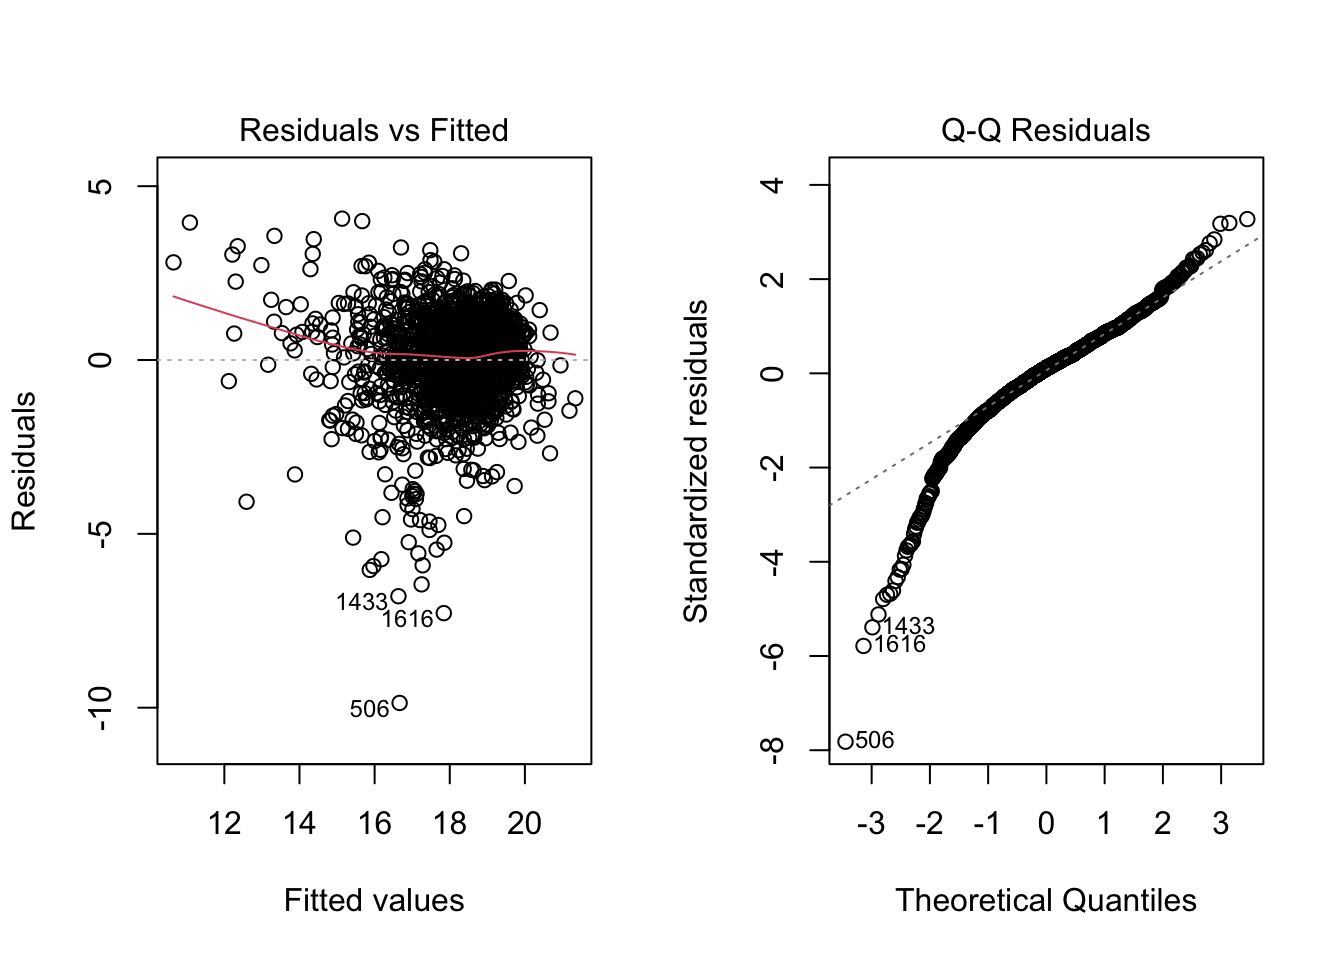 Residuals vs Fitted
Residuals
5
0
-5
-10
1433
1616
506
12 14 16 18 20
Fitted values
Q-Q Residuals
Standardized residuals
4
2
0
-2
-4
-6
-8
1433
1616
506
-3 -2 -1 0 1 2 3
Theoretical Quantiles